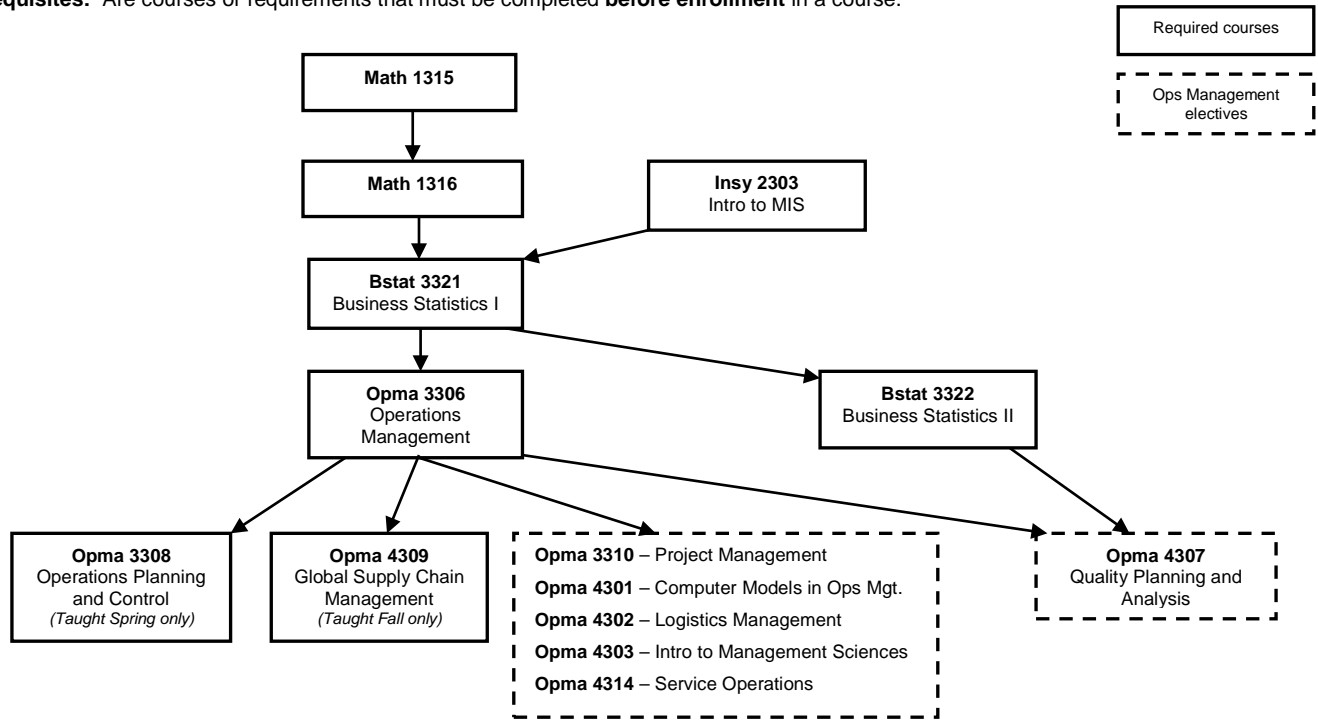 equisites: Are courses or requirements that must be completed before enrollment in a course.
Required courses
Ops Management
electives
Math 1315
Math 1316
Insy 2303
Intro to MIS
Bstat 3321
Business Statistics I
Opma 3306
Operations
Management
Bstat 3322
Business Statistics II
Opma 3308
Operations Planning
and Control
(Taught Spring only)
Opma 4309
Global Supply Chain
Management
(Taught Fall only)
Opma 3310 – Project Management
Opma 4301 – Computer Models in Ops Mgt.
Opma 4302 – Logistics Management
Opma 4303 – Intro to Management Sciences
Opma 4314 – Service Operations
Opma 4307
Quality Planning and
Analysis